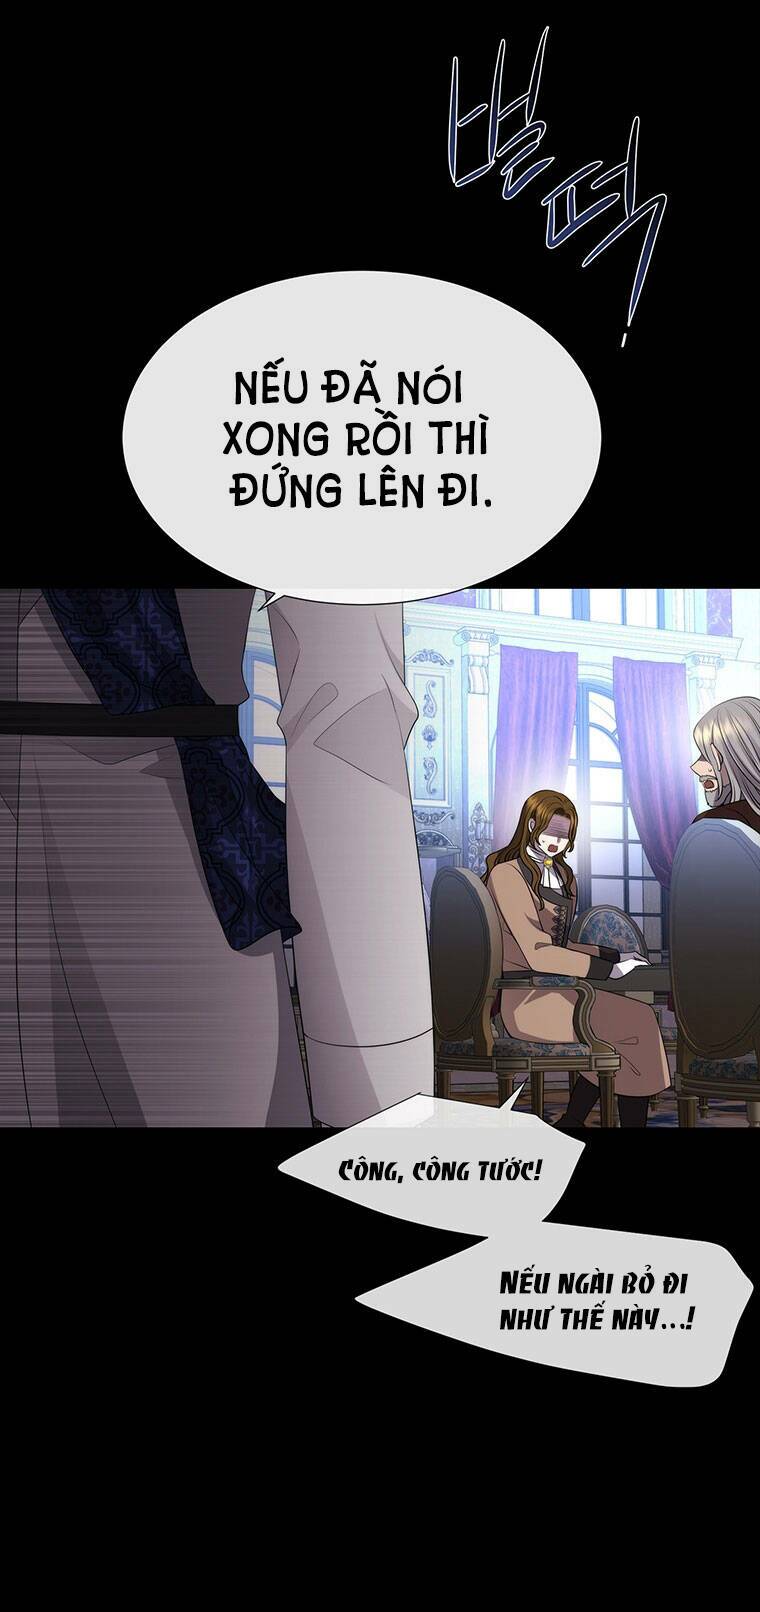 벌떡
NẾU ĐÃ NÓI
XONG RỒI THÌ
ĐỨNG LÊN ĐI.
CÔNG, CÔNG TƯỚC!
NẾU NGÀI BỎ ĐI
NHƯ THẾ NÀY...!